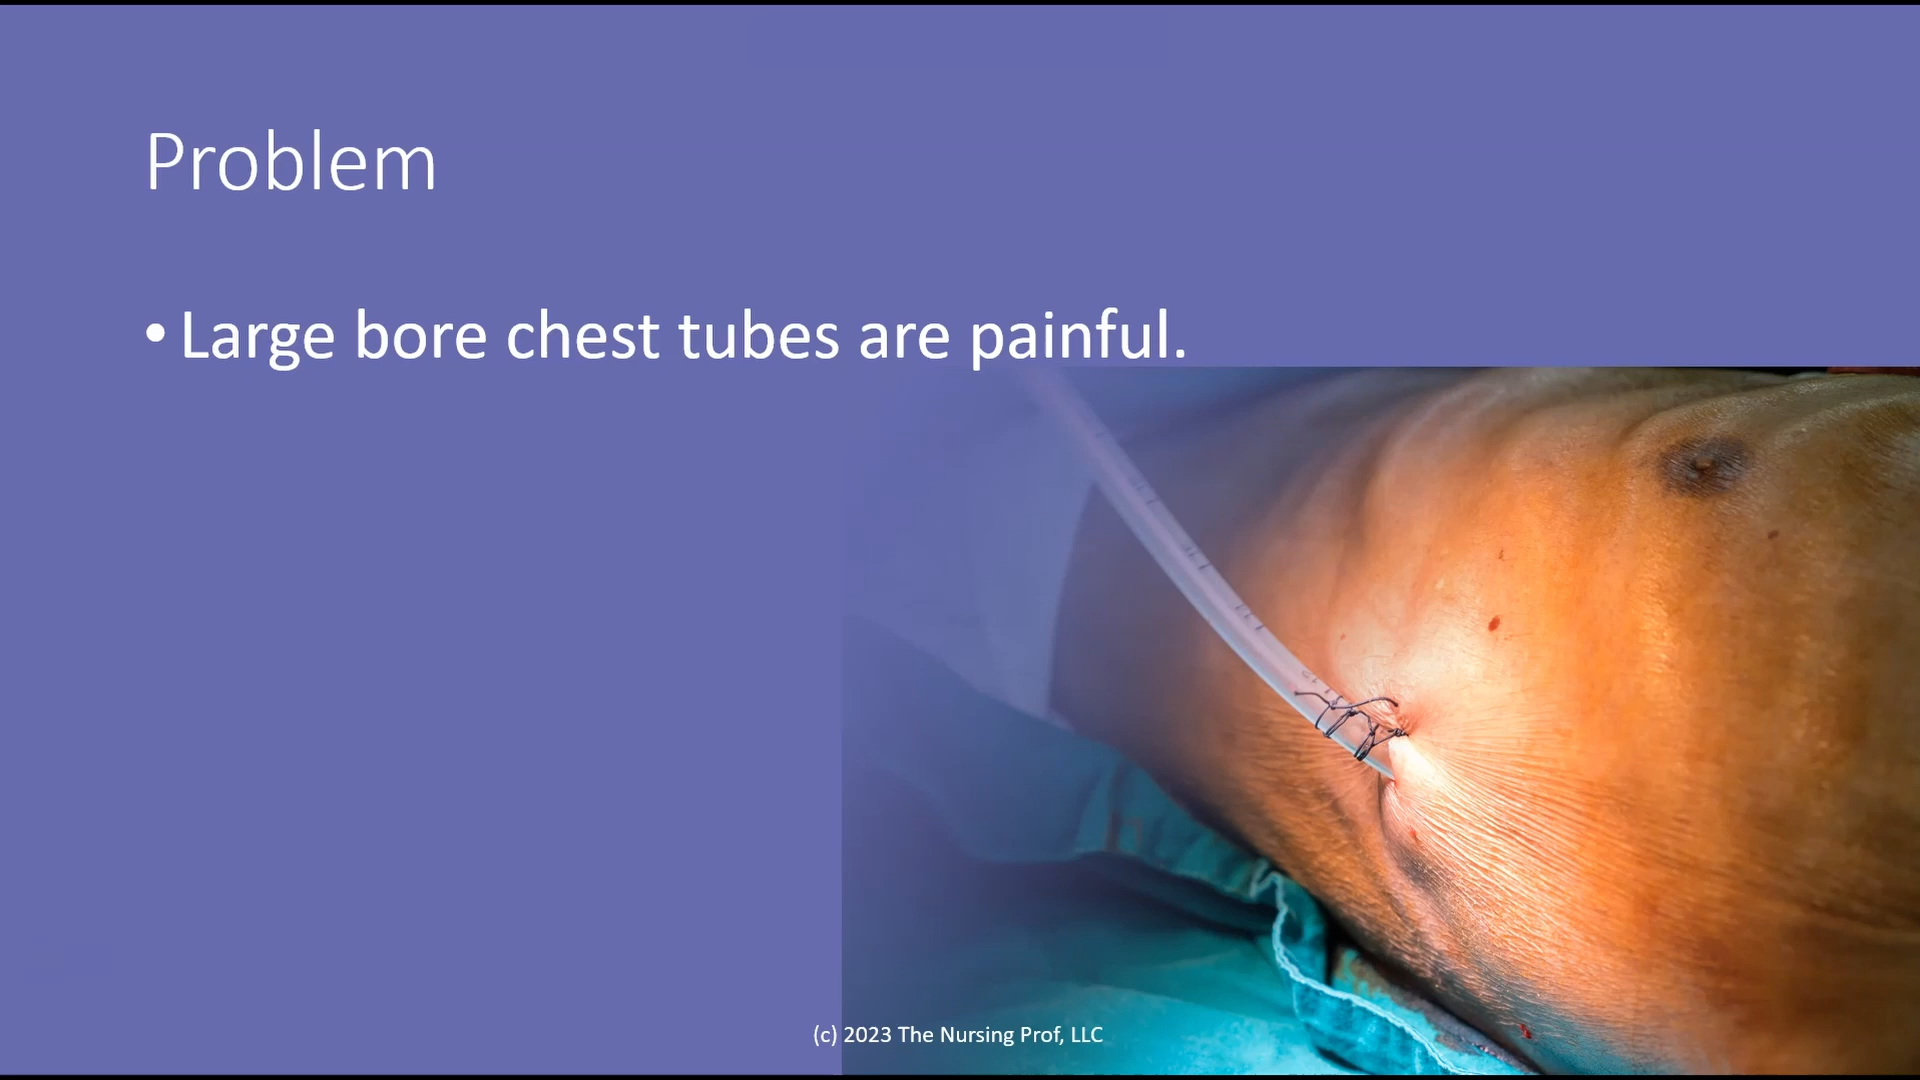 Problem
• Large bore chest tubes are painful.
(c) 2023 The Nursing Prof, LLC